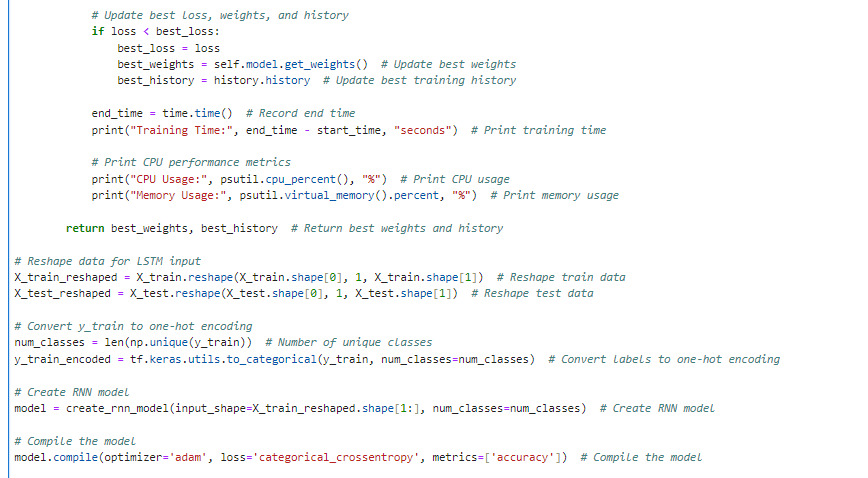 # Update best loss, weights, and history
if loss < best_loss:
best_loss = loss
best_weights = self.model.get_weights()  # Update best weights
best_history = history.history  # Update best training history
end_time = time.time()  # Record end time
print("Training Time:", end_time - start_time, "seconds")  # Print training time
# Print CPU performance metrics
print("CPU Usage:", psutil.cpu_percent(), "%")  # Print CPU usage
print("Memory Usage:", psutil.virtual_memory().percent, "%")  # Print memory usage
return best_weights, best_history  # Return best weights and history
# Reshape data for LSTM input
X_train_reshaped = X_train.reshape(X_train.shape[0], 1, X_train.shape[1])  # Reshape train data
X_test_reshaped = X_test.reshape(X_test.shape[0], 1, X_test.shape[1])  # Reshape test data
# Convert y_train to one-hot encoding
num_classes = len(np.unique(y_train))  # Number of unique classes
y_train_encoded = tf.keras.utils.to_categorical(y_train, num_classes=num_classes)  # Convert labels to one-hot encoding
# Create RNN model
model = create_rnn_model(input_shape=X_train_reshaped.shape[1:], num_classes=num_classes)  # Create RNN model
# Compile the model
model.compile(optimizer='adam', loss='categorical_crossentropy', metrics=['accuracy'])  # Compile the model